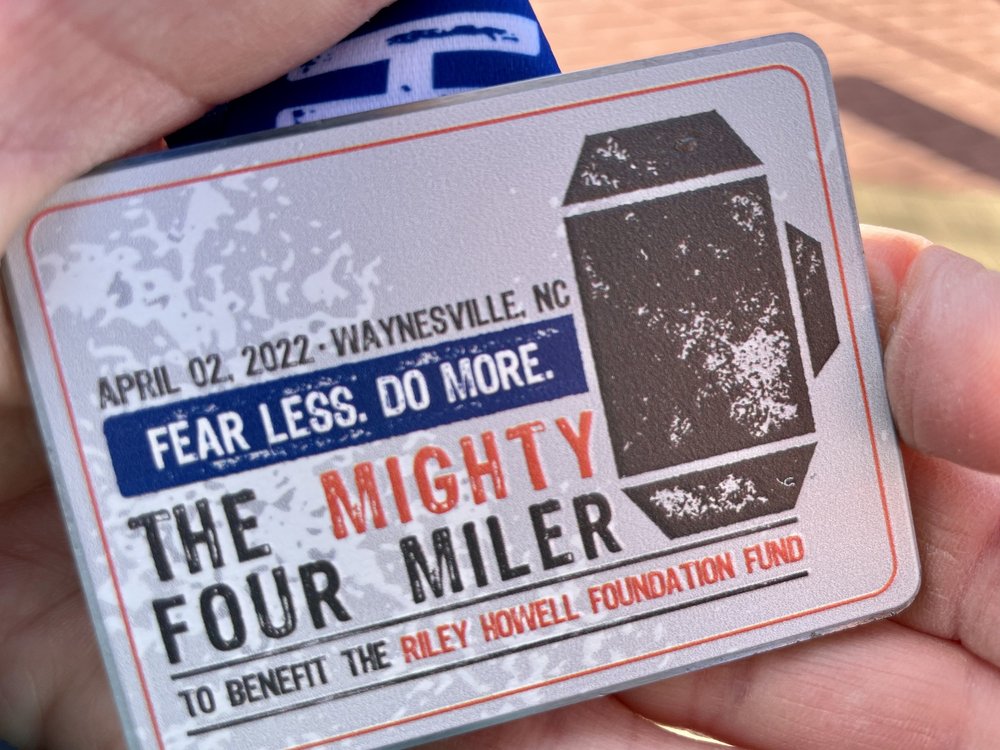 APRIL 02, 2022 · WAYNESVILLE, NC
FEAR LESS. DO MORE.
THE MIGHTY
FOUR MILER
TO BENEFIT THE RILEY HOWELL FOUNDATION FUND